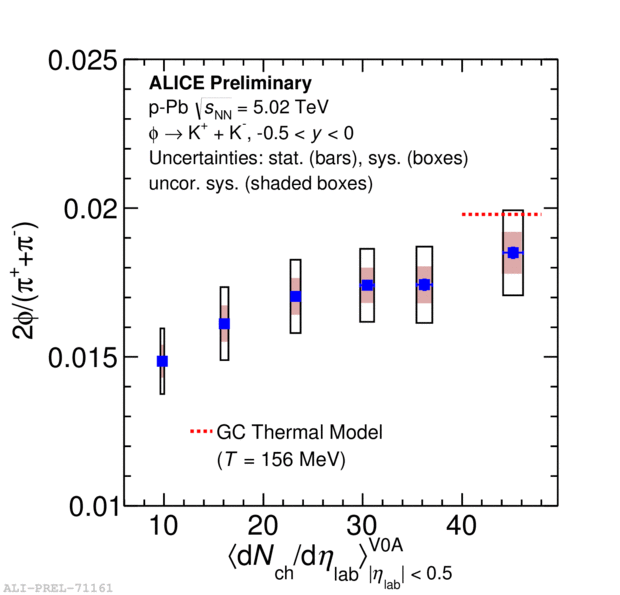 0.025
ALICE Preliminary
p-Pb √sNN = 5.02 TeV
ϕ → K⁺ + K⁻, -0.5 < y < 0
Uncertainties: stat. (bars), sys. (boxes)
uncor. sys. (shaded boxes)
0.02
2ϕ/(π⁺+π⁻)
0.015
GC Thermal Model
(T = 156 MeV)
0.01
10 20 30 40
⟨dNch/dηlab⟩V0A |ηlab| < 0.5
ALI-PREL-71161